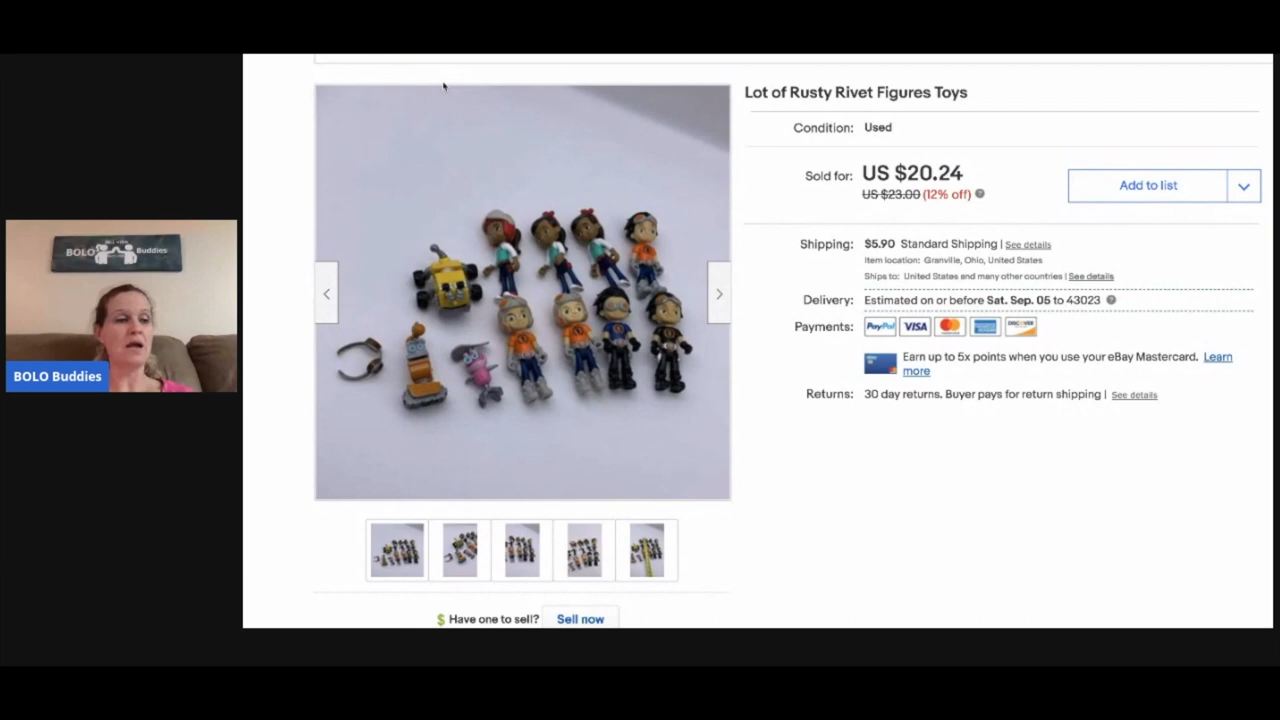 BOLO Buddies
BOLO Buddies
Lot of Rusty Rivet Figures Toys
Condition: Used
Sold for: US $20.24
US $23.00 (12% off)
Add to list
Shipping: $5.90 Standard Shipping | See details
Item location: Granville, Ohio, United States
Ships to: United States and many other countries | See details
Delivery: Estimated on or before Sat. Sep. 05 to 43023
Payments: PayPal VISA DISCOVER
Earn up to 5x points when you use your eBay Mastercard. Learn
more
Returns: 30 day returns. Buyer pays for return shipping | See details
$ Have one to sell? Sell now